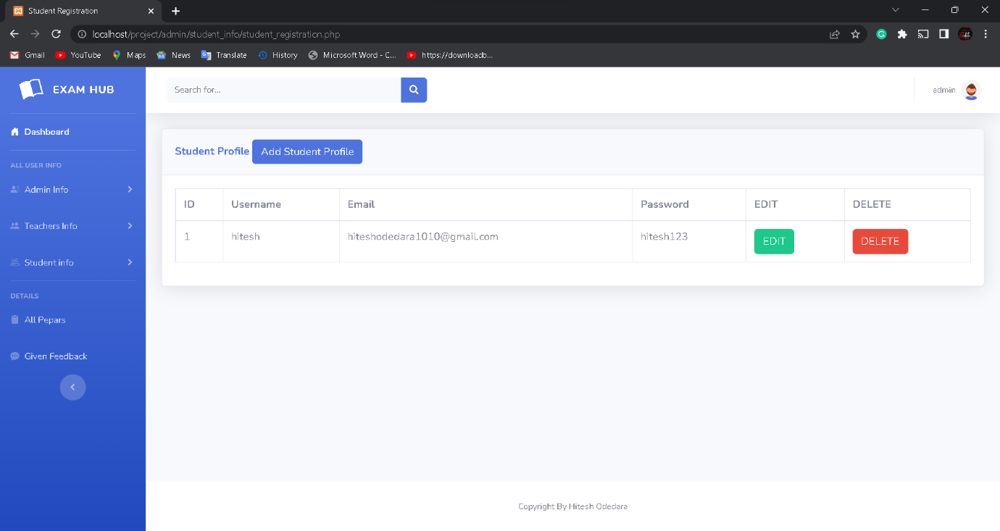 Student Registration
localhost/project/admin/student_info/student_registration.php
Gmail YouTube Maps News Translate History Microsoft Word - C... https://downloadb...
EXAM HUB
Search for...
admin
Dashboard
ALL USER INFO
Admin Info
Teachers Info
Student info
DETAILS
All Pepars
Given Feedback
Student Profile Add Student Profile
ID Username Email Password EDIT DELETE
1 hitesh hiteshodedara1010@gmail.com hitesh123 EDIT DELETE
Copyright By Hitesh Odedara